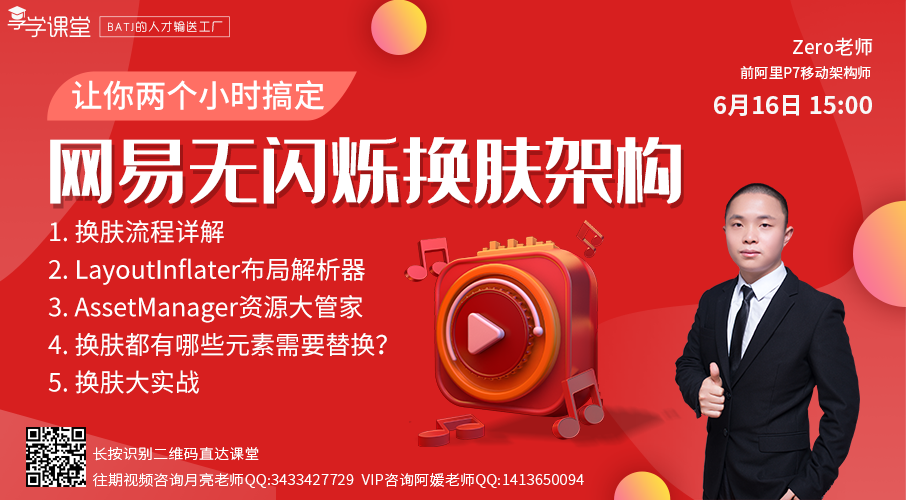 享学课堂
BATJ的人才输送工厂
Zero老师
前阿里P7移动架构师
6月16日 15:00
让你两个小时搞定
网易无闪烁换肤架构
1. 换肤流程详解
2. LayoutInflater布局解析器
3. AssetManager资源大管家
4. 换肤都有哪些元素需要替换?
5. 换肤大实战
长按识别二维码直达课堂
往期视频咨询月亮老师QQ:3433427729 VIP咨询阿媛老师QQ:1413650094